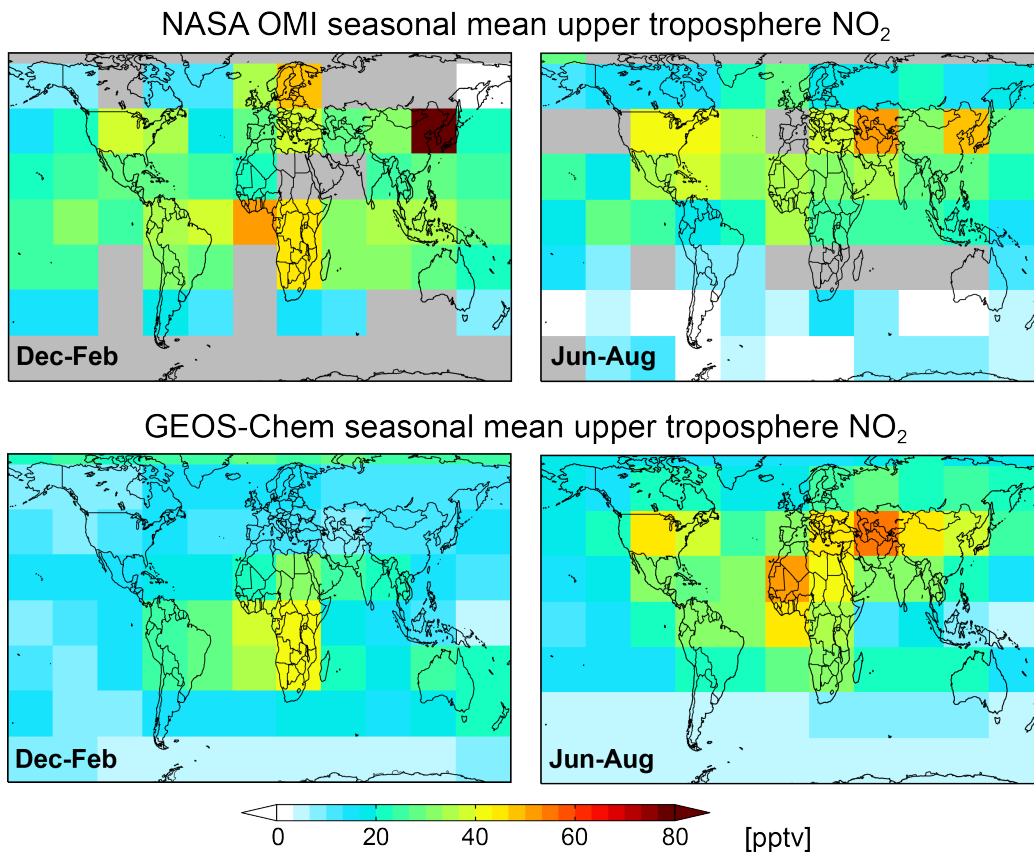 NASA OMI seasonal mean upper troposphere NO₂
Dec-Feb
Jun-Aug
GEOS-Chem seasonal mean upper troposphere NO₂
Dec-Feb
Jun-Aug
0 20 40 60 80 [pptv]